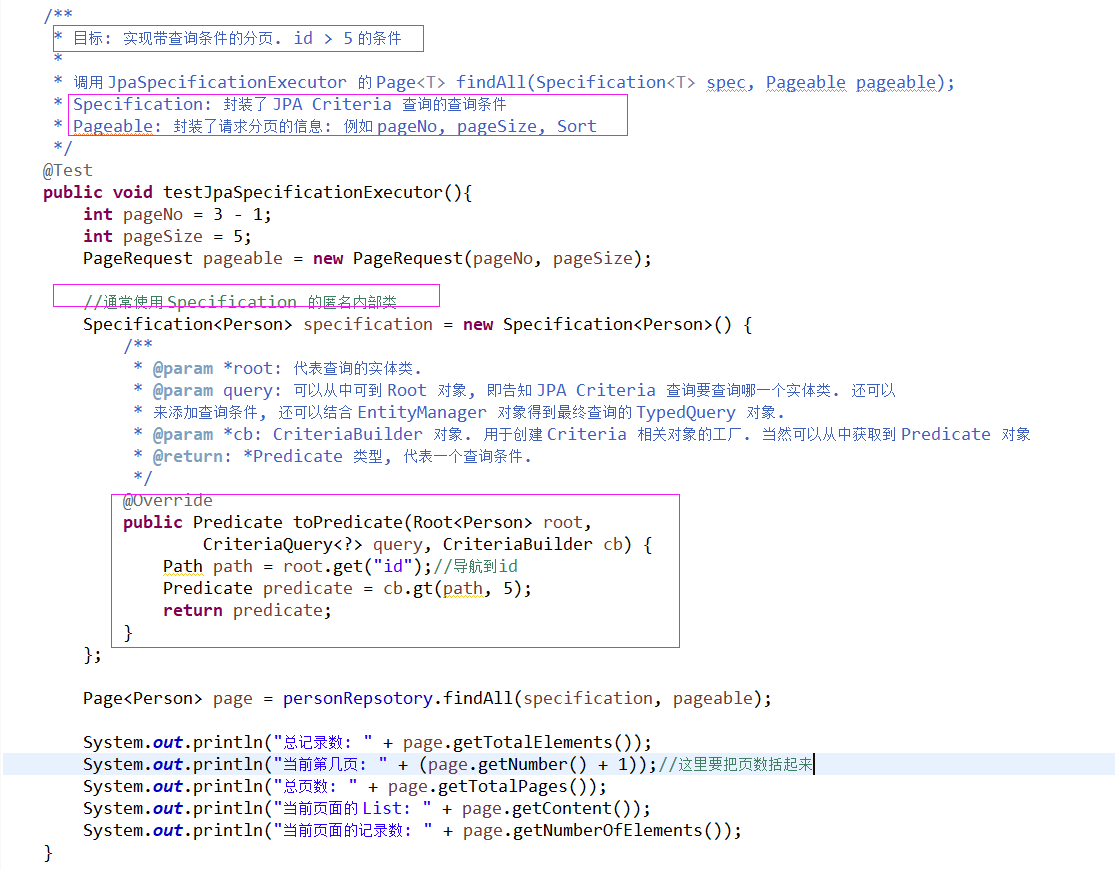 /**
* 目标: 实现带查询条件的分页. id > 5 的条件
*
* 调用 JpaSpecificationExecutor 的 Page<T> findAll(Specification<T> spec, Pageable pageable);
* Specification: 封装了 JPA Criteria 查询的查询条件
* Pageable: 封装了请求分页的信息: 例如 pageNo, pageSize, Sort
*/
@Test
public void testJpaSpecificationExecutor(){
int pageNo = 3 - 1;
int pageSize = 5;
PageRequest pageable = new PageRequest(pageNo, pageSize);
//通常使用 Specification 的匿名内部类
Specification<Person> specification = new Specification<Person>() {
/**
* @param *root: 代表查询的实体类.
* @param query: 可以从中可到 Root 对象, 即告知 JPA Criteria 查询要查询哪一个实体类. 还可以
* 来添加查询条件, 还可以结合 EntityManager 对象得到最终查询的 TypedQuery 对象.
* @param *cb: CriteriaBuilder 对象. 用于创建 Criteria 相关对象的工厂. 当然可以从中获取到 Predicate 对象
* @return: *Predicate 类型, 代表一个查询条件.
*/
@Override
public Predicate toPredicate(Root<Person> root,
CriteriaQuery<?> query, CriteriaBuilder cb) {
Path path = root.get("id");//导航到id
Predicate predicate = cb.gt(path, 5);
return predicate;
}
};
Page<Person> page = personRepsotory.findAll(specification, pageable);
System.out.println("总记录数: " + page.getTotalElements());
System.out.println("当前第几页: " + (page.getNumber() + 1));//这里要把页数括起来
System.out.println("总页数: " + page.getTotalPages());
System.out.println("当前页面的 List: " + page.getContent());
System.out.println("当前页面的记录数: " + page.getNumberOfElements());
}